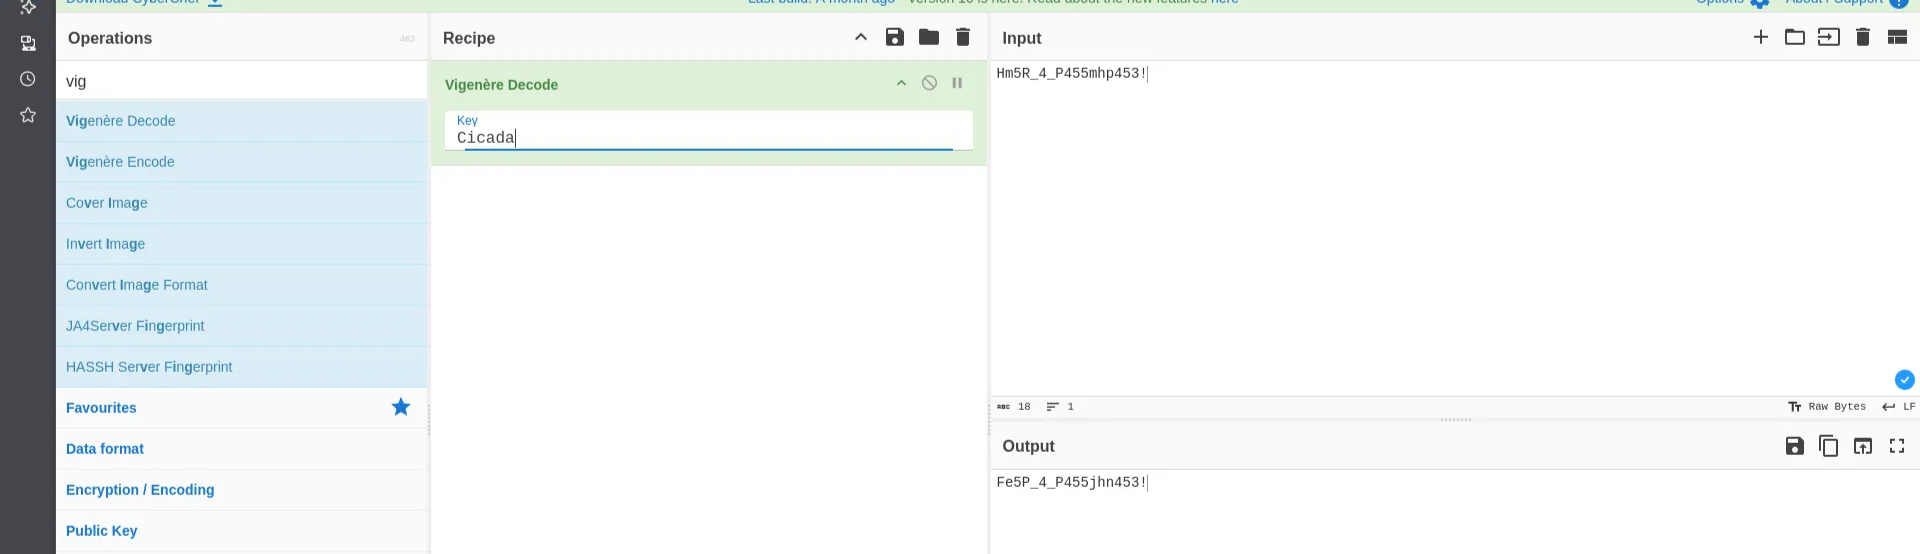 Download CyberChef
Last build: A month ago - Version 10 is here! Read about the new features here
Options
About / Support
Operations
463
vig
Vigenère Decode
Vigenère Encode
Cover Image
Invert Image
Convert Image Format
JA4Server Fingerprint
HASSH Server Fingerprint
Favourites
Data format
Encryption / Encoding
Public Key
Recipe
Vigenère Decode
Key
Cicada
Input
Hm5R_4_P455mhp453!
ABC 18 1
Raw Bytes LF
Output
Fe5P_4_P455jhn453!